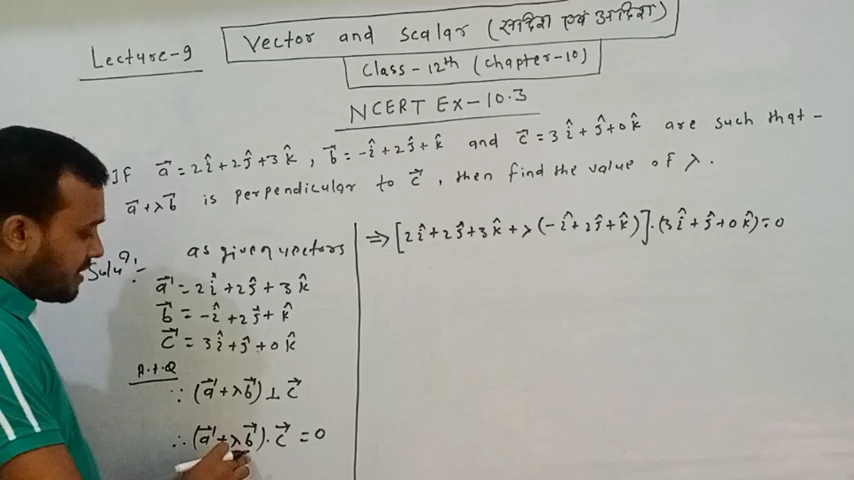 Lecture-9
Vector and Scalar (सदिश एवं अदिश)
Class-12th (Chapter-10)
NCERT Ex-10.3
If a⃗ = 2î+2ĵ+3k̂, b⃗ = -î+2ĵ+k̂ and c⃗ = 3î+ĵ+0k̂ are such that -
a⃗+λb⃗ is perpendicular to c⃗, then find the value of λ.
Soluⁿ:- as given vectors
a⃗ = 2î+2ĵ+3k̂
b⃗ = -î+2ĵ+k̂
c⃗ = 3î+ĵ+0k̂
A.t.Q
∵ (a⃗+λb⃗) ⊥ c⃗
∴ (a⃗+λb⃗)·c⃗ = 0
⇒ [2î+2ĵ+3k̂+λ(-î+2ĵ+k̂)]·(3î+ĵ+0k̂)=0